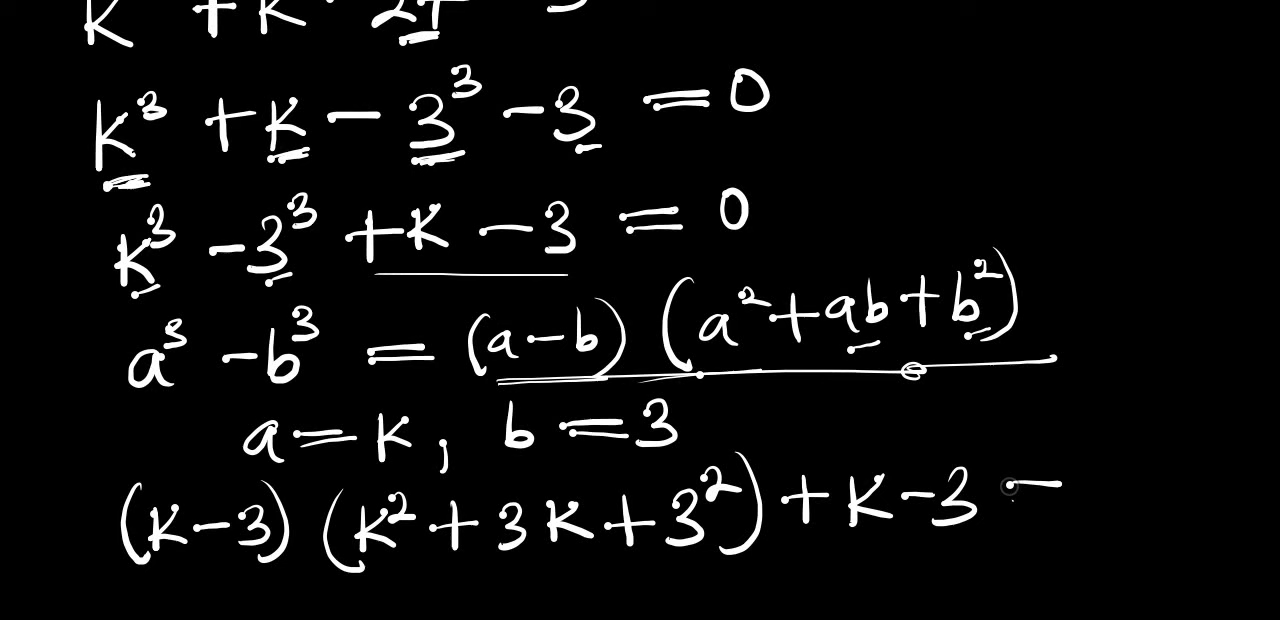 K + K 27
K³ + K - 3³ - 3 = 0
K³ - 3³ + K - 3 = 0
a³ - b³ = (a - b) (a² + ab + b²)
a = K, b = 3
(K - 3) (K² + 3K + 3²) + K - 3 -